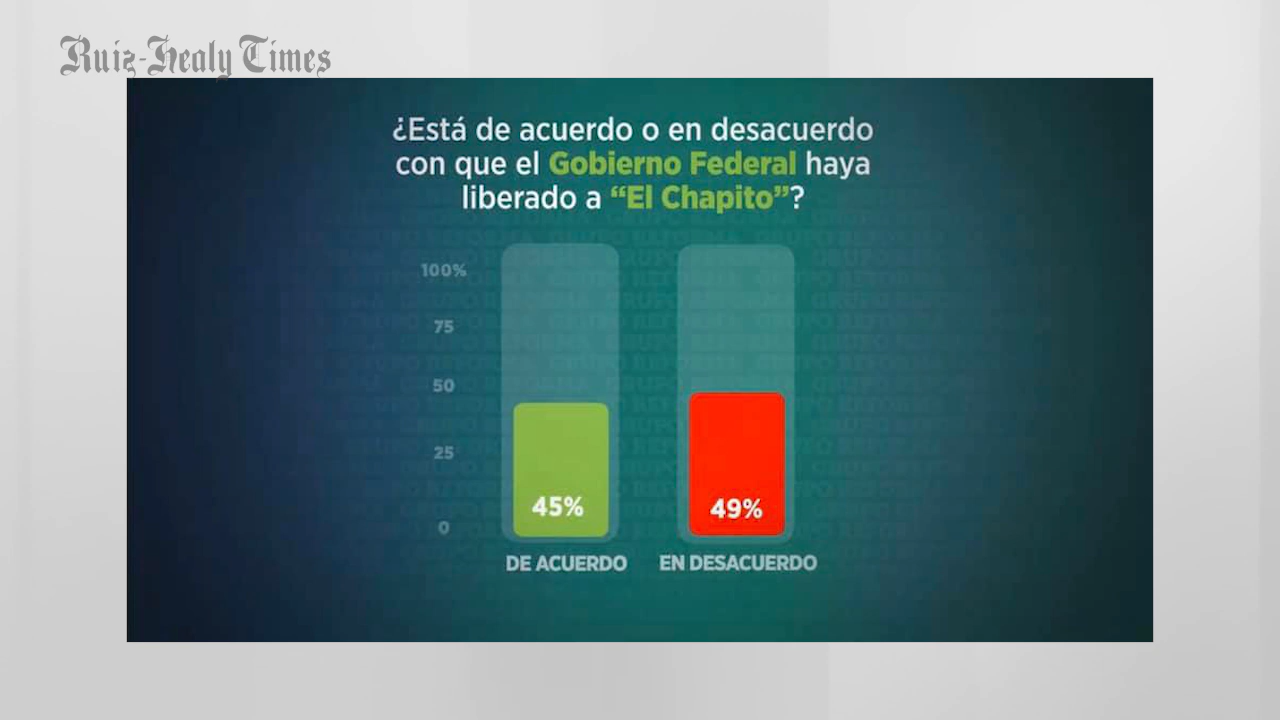 Ruiz-Healy Times
¿Está de acuerdo o en desacuerdo
con que el Gobierno Federal haya
liberado a “El Chapito”?
100%
75
50
25
0
45%
49%
DE ACUERDO
EN DESACUERDO